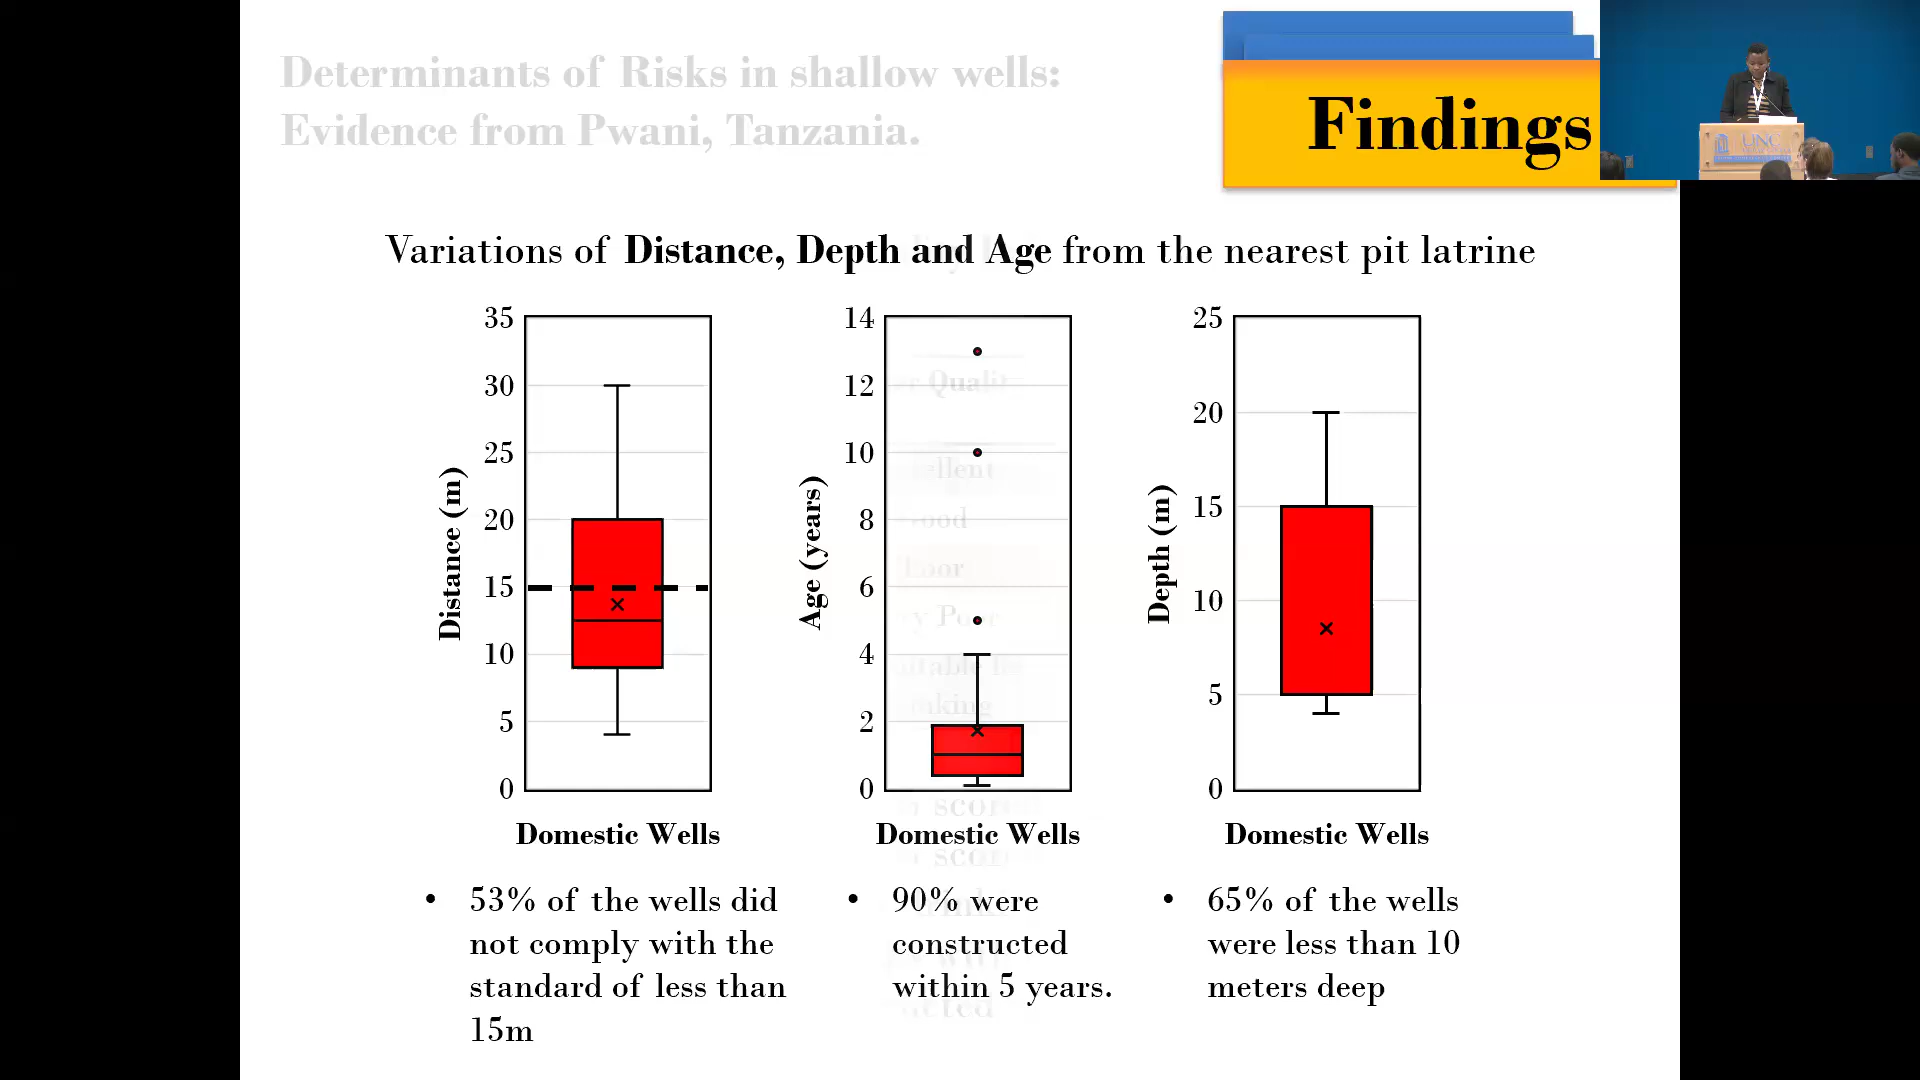 Determinants of Risks in shallow wells:
Evidence from Pwani, Tanzania.
Findings
UNC
Variations of Distance, Depth and Age from the nearest pit latrine
Distance (m)
35
30
25
20
15
10
5
0
Domestic Wells
Age (years)
14
12
10
8
6
4
2
0
Domestic Wells
Depth (m)
25
20
15
10
5
0
Domestic Wells
• 53% of the wells did
not comply with the
standard of less than
15m
• 90% were
constructed
within 5 years.
• 65% of the wells
were less than 10
meters deep